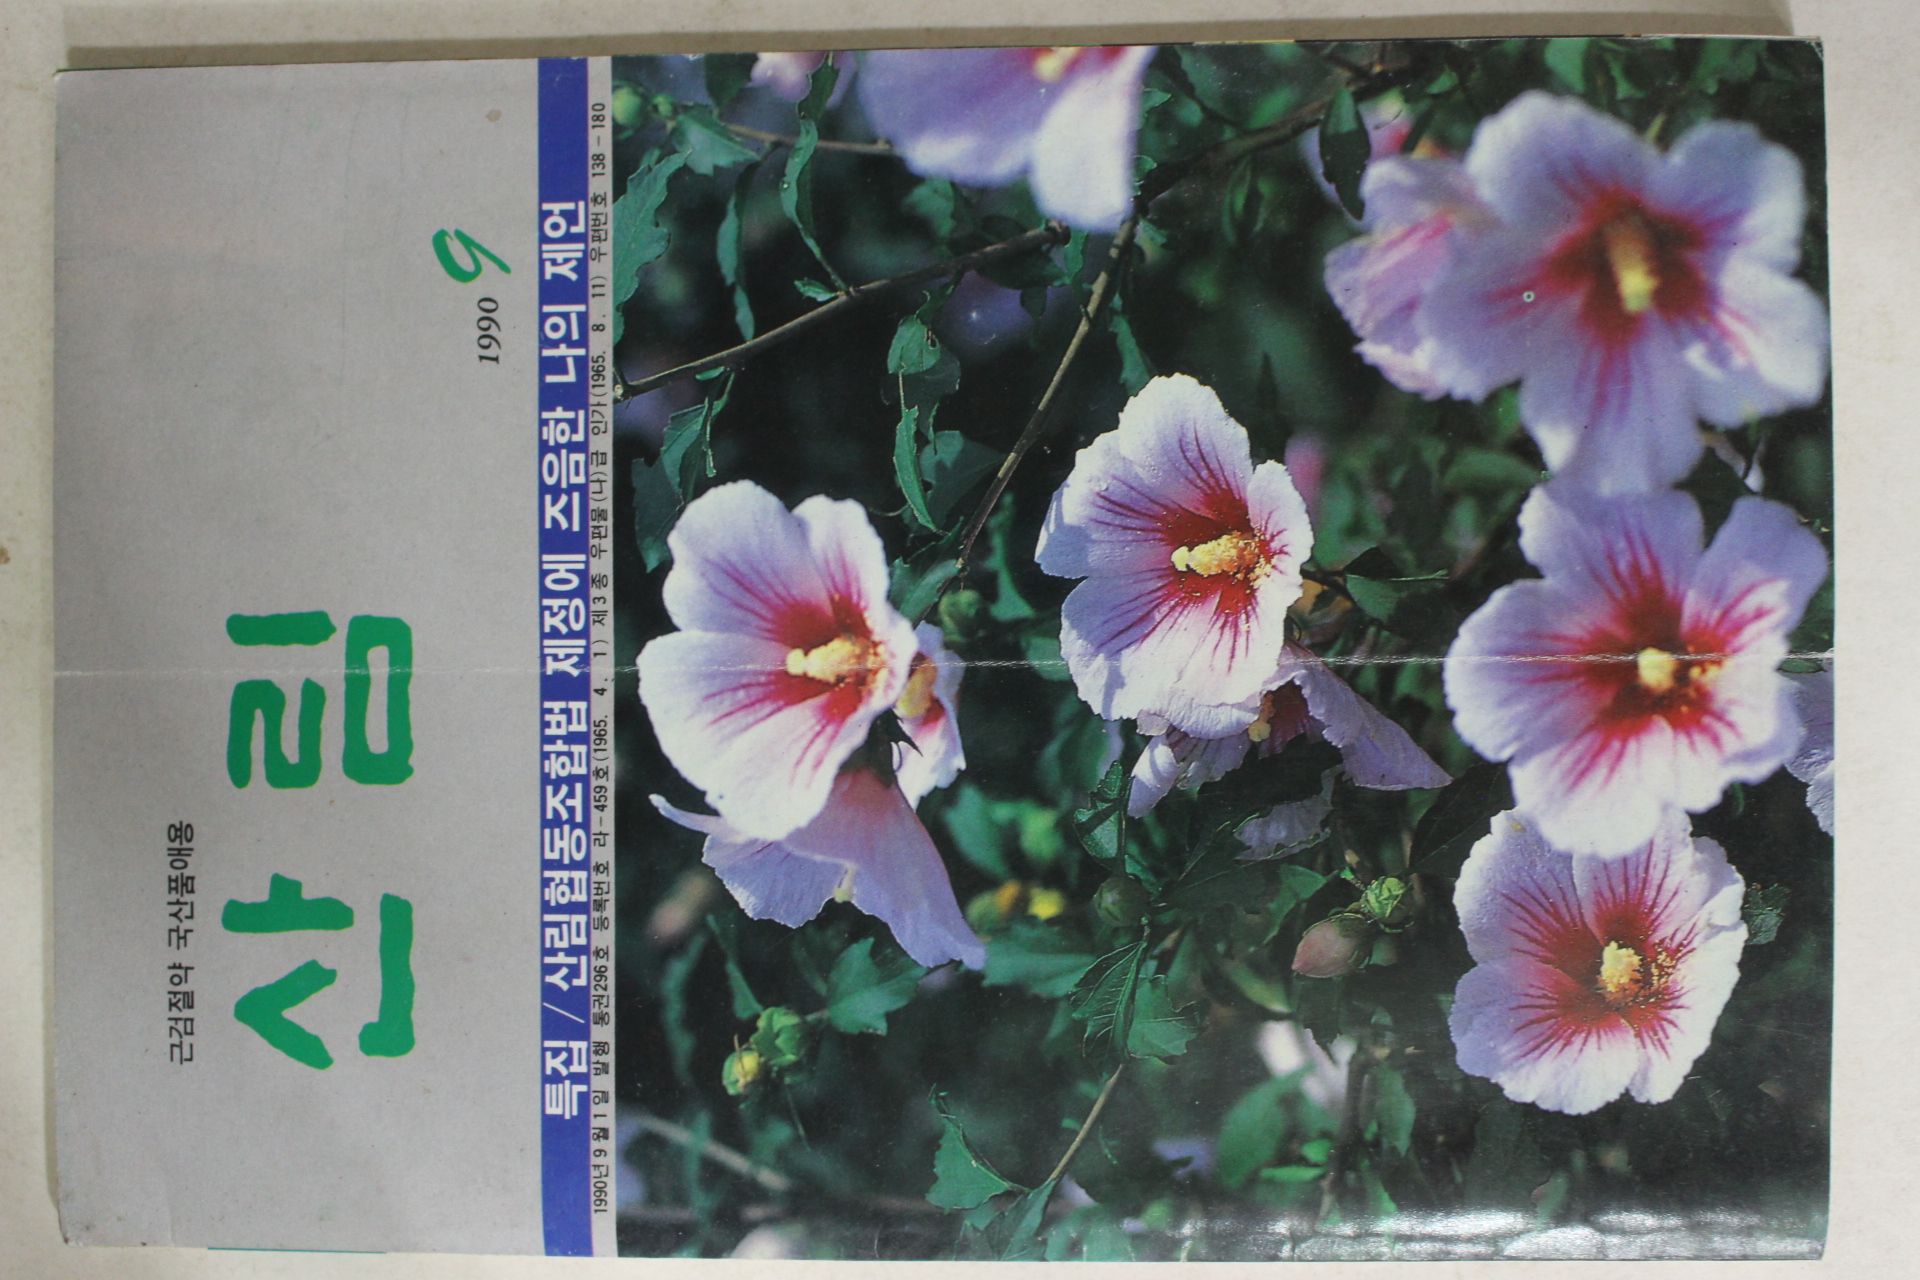 근검절약 국산품애용
산림
1990 9
특집 / 산림협동조합법 제정에 즈음한 나의 제언
1990년 9월 1일 발행 통권296호 등록번호 라-459호(1965. 4. 1) 제3종 우편물(나)급 인가(1965. 8. 11) 우편번호 138-180